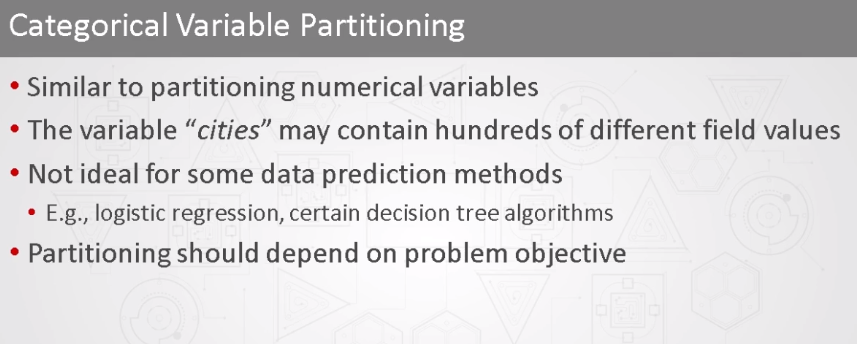 Categorical Variable Partitioning
• Similar to partitioning numerical variables
• The variable “cities” may contain hundreds of different field values
• Not ideal for some data prediction methods
• E.g., logistic regression, certain decision tree algorithms
• Partitioning should depend on problem objective